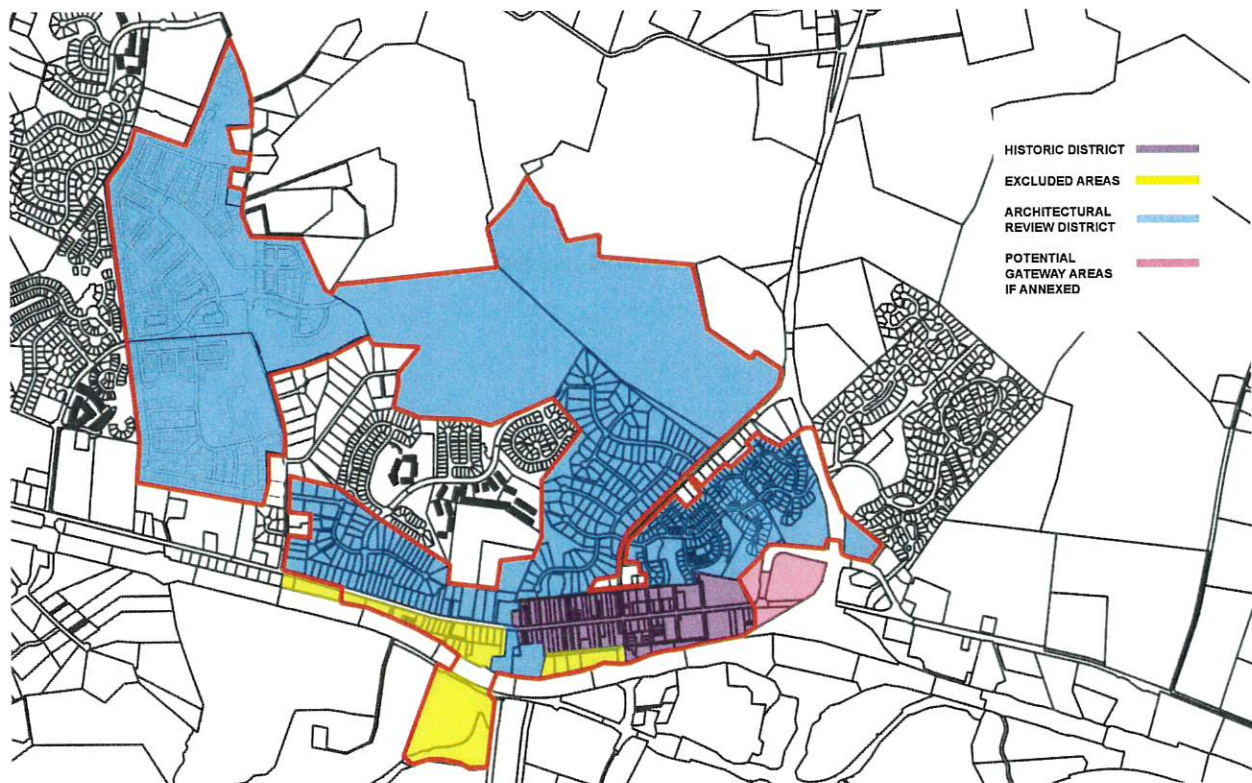 HISTORIC DISTRICT
EXCLUDED AREAS
ARCHITECTURAL
REVIEW DISTRICT
POTENTIAL
GATEWAY AREAS
IF ANNEXED